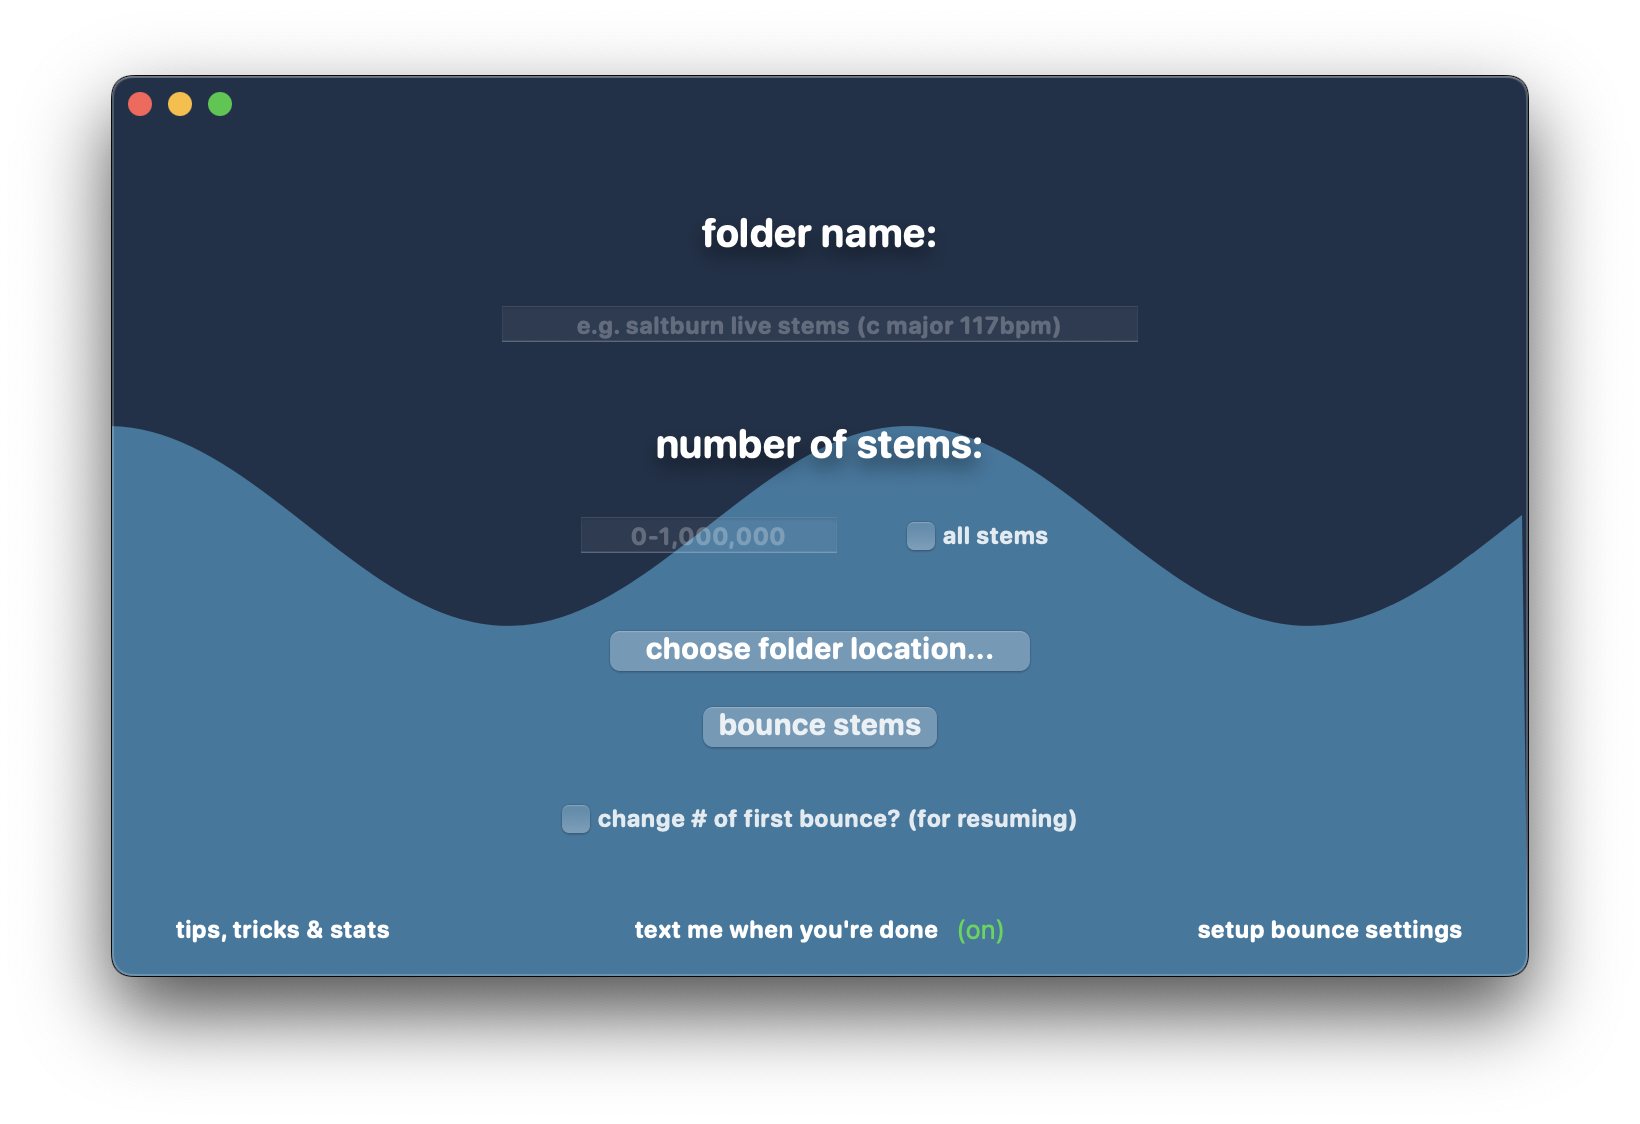 folder name:
e.g. saltburn live stems (c major 117bpm)
number of stems:
0-1,000,000
all stems
choose folder location...
bounce stems
change # of first bounce? (for resuming)
tips, tricks & stats
text me when you're done (on)
setup bounce settings